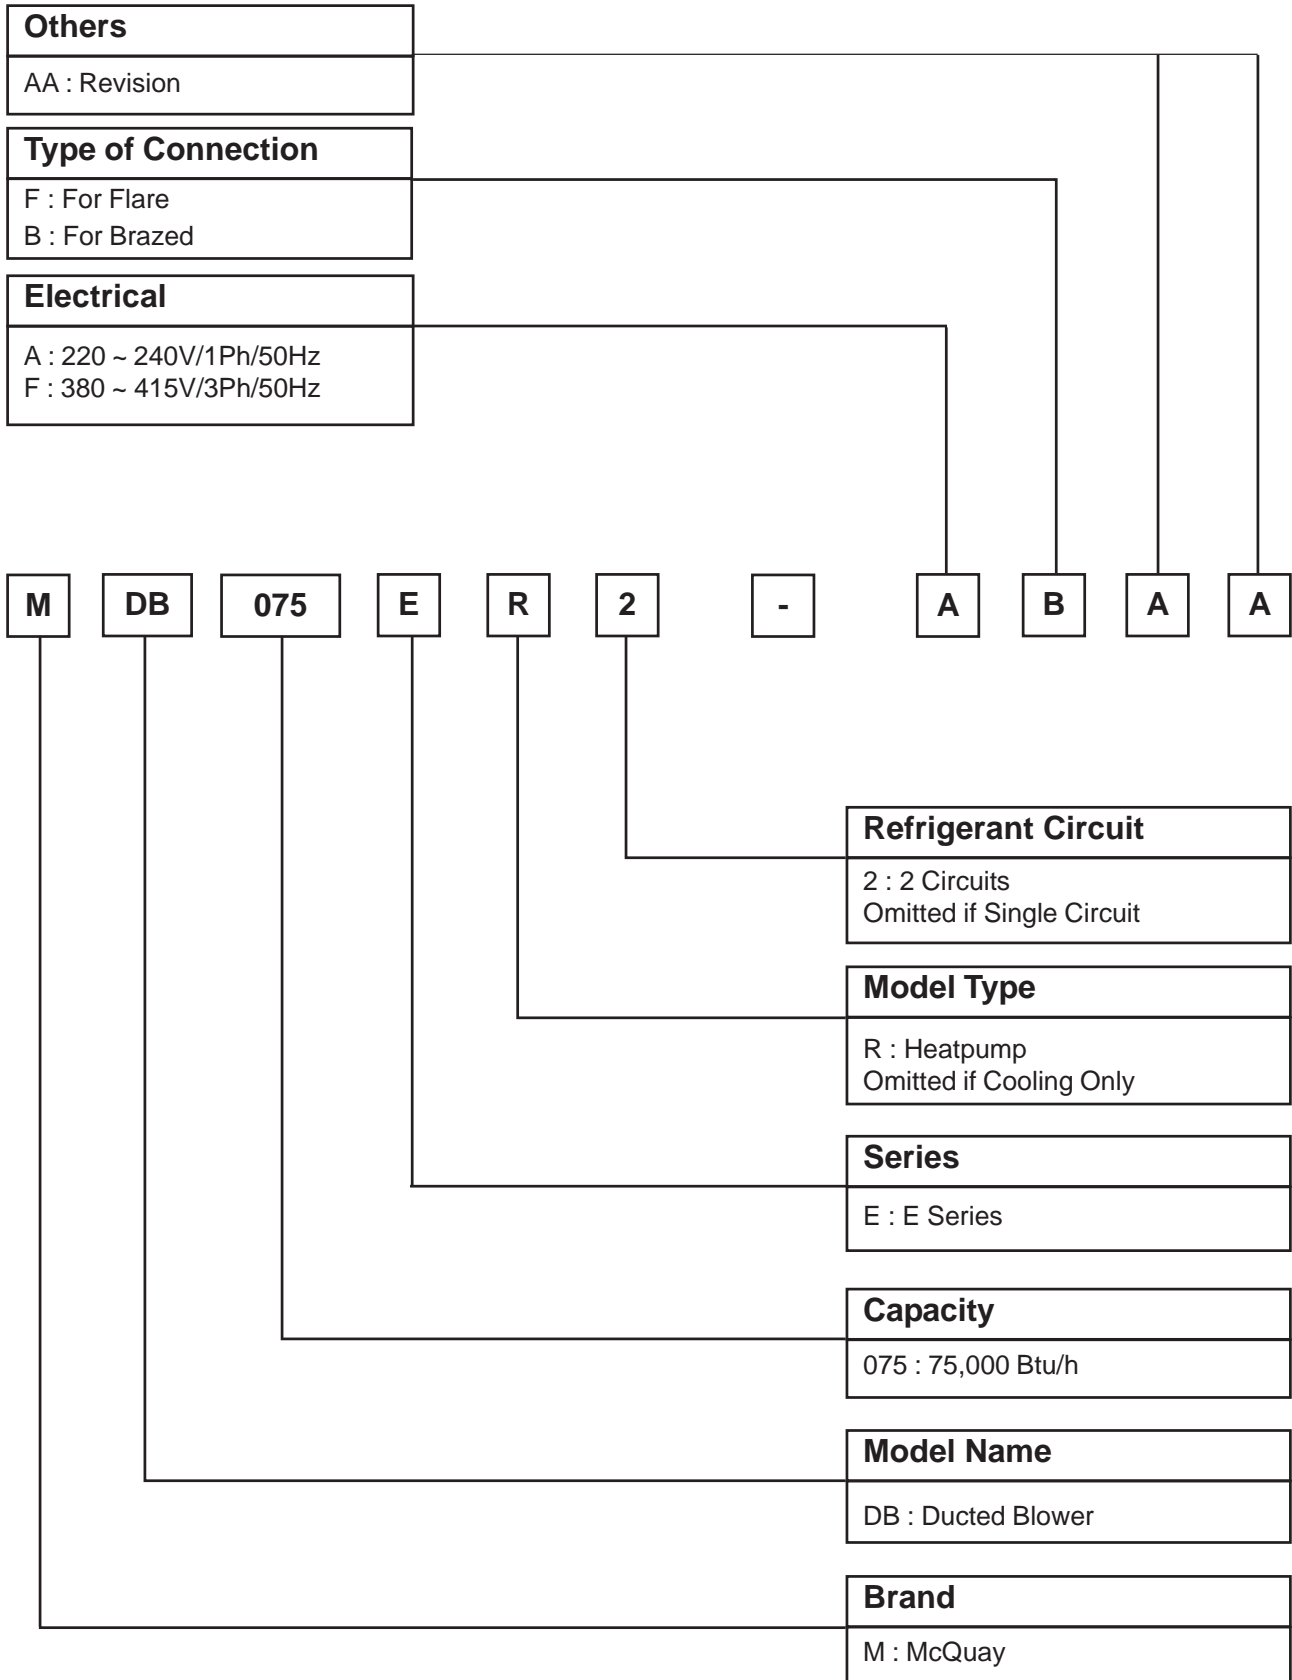 Others
AA : Revision
Type of Connection
F : For Flare
B : For Brazed
Electrical
A : 220 ~ 240V/1Ph/50Hz
F : 380 ~ 415V/3Ph/50Hz
M DB 075 E R 2 - A B A A
Refrigerant Circuit
2 : 2 Circuits
Omitted if Single Circuit
Model Type
R : Heatpump
Omitted if Cooling Only
Series
E : E Series
Capacity
075 : 75,000 Btu/h
Model Name
DB : Ducted Blower
Brand
M : McQuay